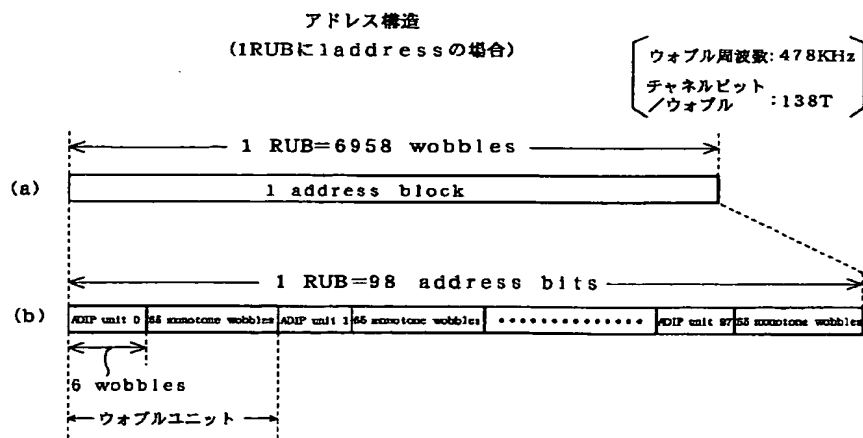 アドレス構造
(1RUBに1addressの場合)
ウォブル周波数:478KHz
チャネルビット
/ウォブル :138T
1 RUB=6958 wobbles
(a)
1 address block
1 RUB=98 address bits
(b)
ADIP unit 0 65 monotone wobbles ADIP unit 1 65 monotone wobbles ・・・・・・・・・・・・・・ ADIP unit 97 65 monotone wobbles
6 wobbles
ウォブルユニット